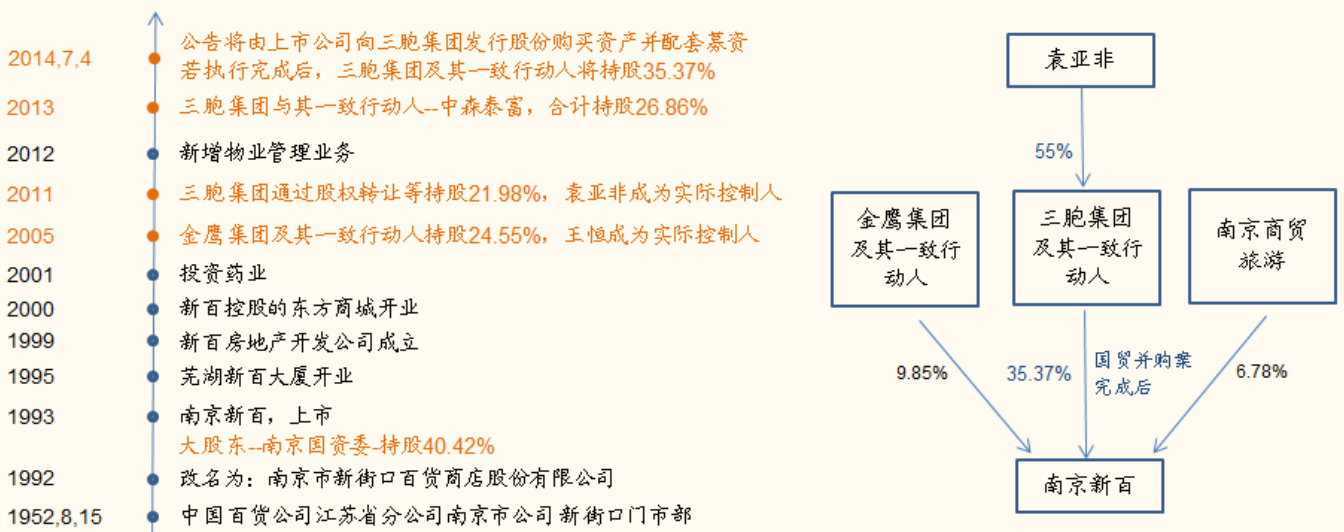 2014,7,4
公告将由上市公司向三胞集团发行股份购买资产并配套募资
若执行完成后，三胞集团及其一致行动人将持股35.37%
2013
三胞集团与其一致行动人--中森泰富，合计持股26.86%
2012
新增物业管理业务
2011
三胞集团通过股权转让等持股21.98%，袁亚非成为实际控制人
2005
金鹰集团及其一致行动人持股24.55%，王恒成为实际控制人
2001
投资药业
2000
新百控股的东方商城开业
1999
新百房地产开发公司成立
1995
芜湖新百大厦开业
1993
南京新百，上市
大股东--南京国资委-持股40.42%
1992
改名为：南京市新街口百货商店股份有限公司
1952,8,15
中国百货公司江苏省分公司南京市公司新街口门市部
袁亚非
55%
金鹰集团
及其一致行
动人
三胞集团
及其一致行
动人
南京商贸
旅游
9.85%
35.37%
国贸并购案
完成后
6.78%
南京新百